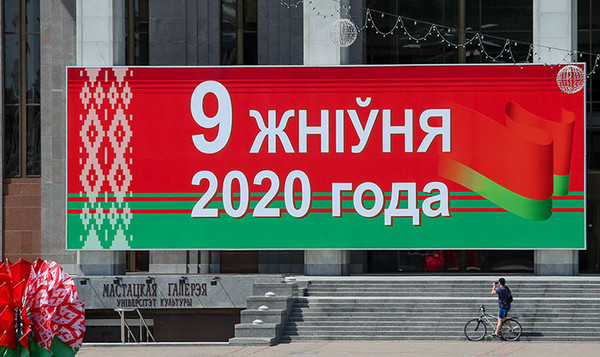 9 ЖНІЎНЯ
2020 года
МАСТАЦКАЯ ГАЛЕРЭЯ
УНІВЕРСІТЭТ КУЛЬТУРЫ